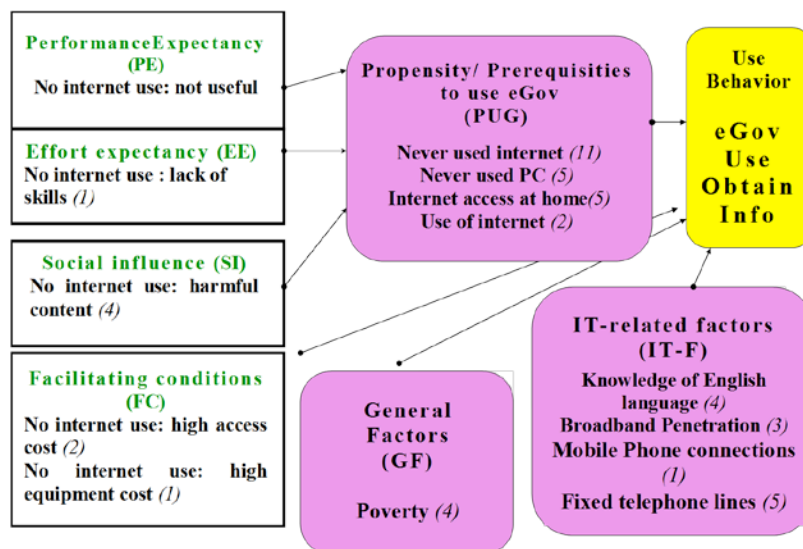 PerformanceExpectancy
(PE)
No internet use: not useful
Effort expectancy (EE)
No internet use : lack of
skills (1)
Social influence (SI)
No internet use: harmful
content (4)
Facilitating conditions
(FC)
No internet use: high access
cost (2)
No internet use: high
equipment cost (1)
Propensity/ Prerequisities
to use eGov
(PUG)
Never used internet (11)
Never used PC (5)
Internet access at home(5)
Use of internet (2)
General
Factors
(GF)
Poverty (4)
Use
Behavior
eGov
Use
Obtain
Info
IT-related factors
(IT-F)
Knowledge of English
language (4)
Broadband Penetration (3)
Mobile Phone connections
(1)
Fixed telephone lines (5)